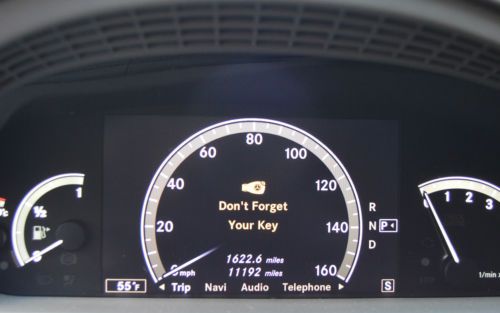 80
60
100
40
120
Don't Forget
Your Key
20
140
1622.6 miles
11192 miles
0 mph
160
55°F
Trip Navi Audio Telephone
R
N P
D
S
1
½
1
2
3
1/min